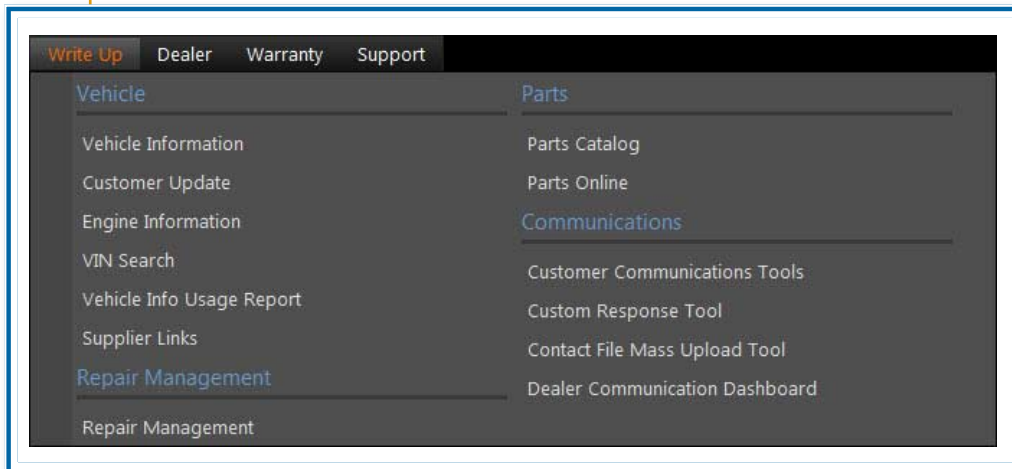 Write Up Dealer Warranty Support
Vehicle
Vehicle Information
Customer Update
Engine Information
VIN Search
Vehicle Info Usage Report
Supplier Links
Repair Management
Repair Management
Parts
Parts Catalog
Parts Online
Communications
Customer Communications Tools
Custom Response Tool
Contact File Mass Upload Tool
Dealer Communication Dashboard